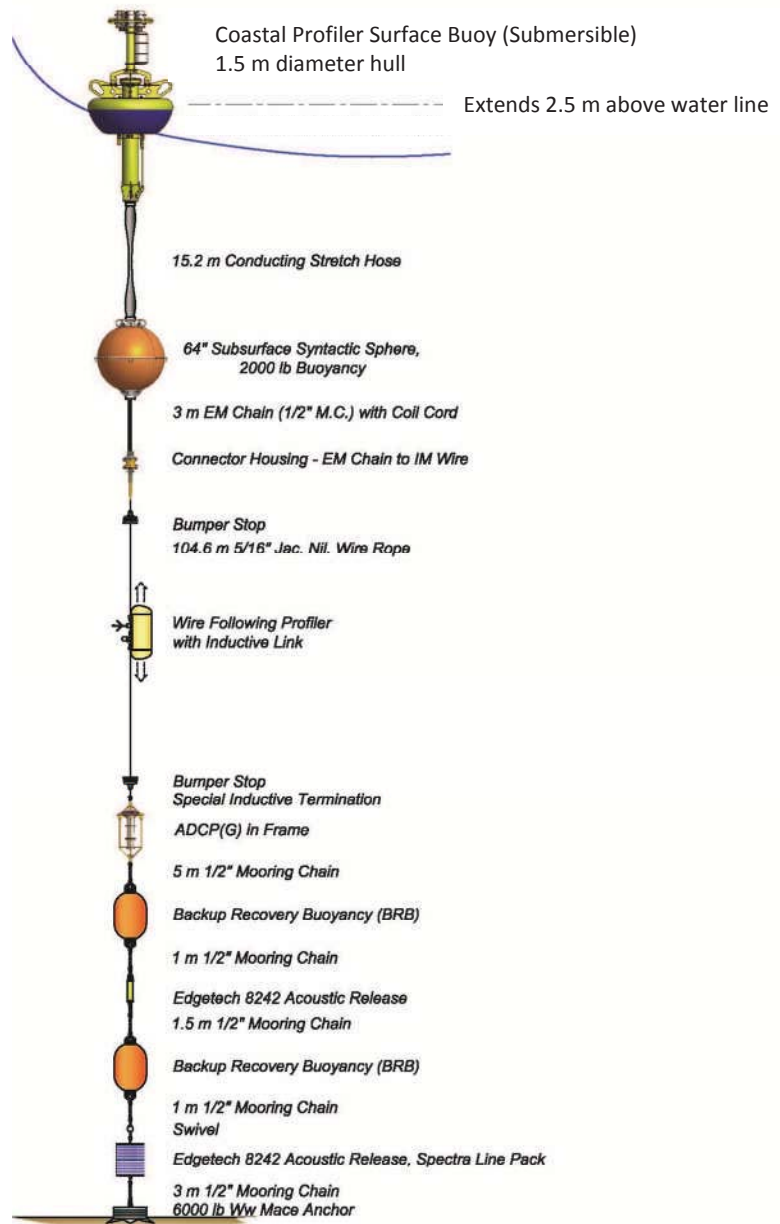 Coastal Profiler Surface Buoy (Submersible)
1.5 m diameter hull
Extends 2.5 m above water line
15.2 m Conducting Stretch Hose
64" Subsurface Syntactic Sphere,
2000 lb Buoyancy
3 m EM Chain (1/2" M.C.) with Coil Cord
Connector Housing - EM Chain to IM Wire
Bumper Stop
104.6 m 5/16" Jac. Nil. Wire Rope
Wire Following Profiler
with Inductive Link
Bumper Stop
Special Inductive Termination
ADCP(G) in Frame
5 m 1/2" Mooring Chain
Backup Recovery Buoyancy (BRB)
1 m 1/2" Mooring Chain
Edgetech 8242 Acoustic Release
1.5 m 1/2" Mooring Chain
Backup Recovery Buoyancy (BRB)
1 m 1/2" Mooring Chain
Swivel
Edgetech 8242 Acoustic Release, Spectra Line Pack
3 m 1/2" Mooring Chain
6000 lb Ww Mace Anchor